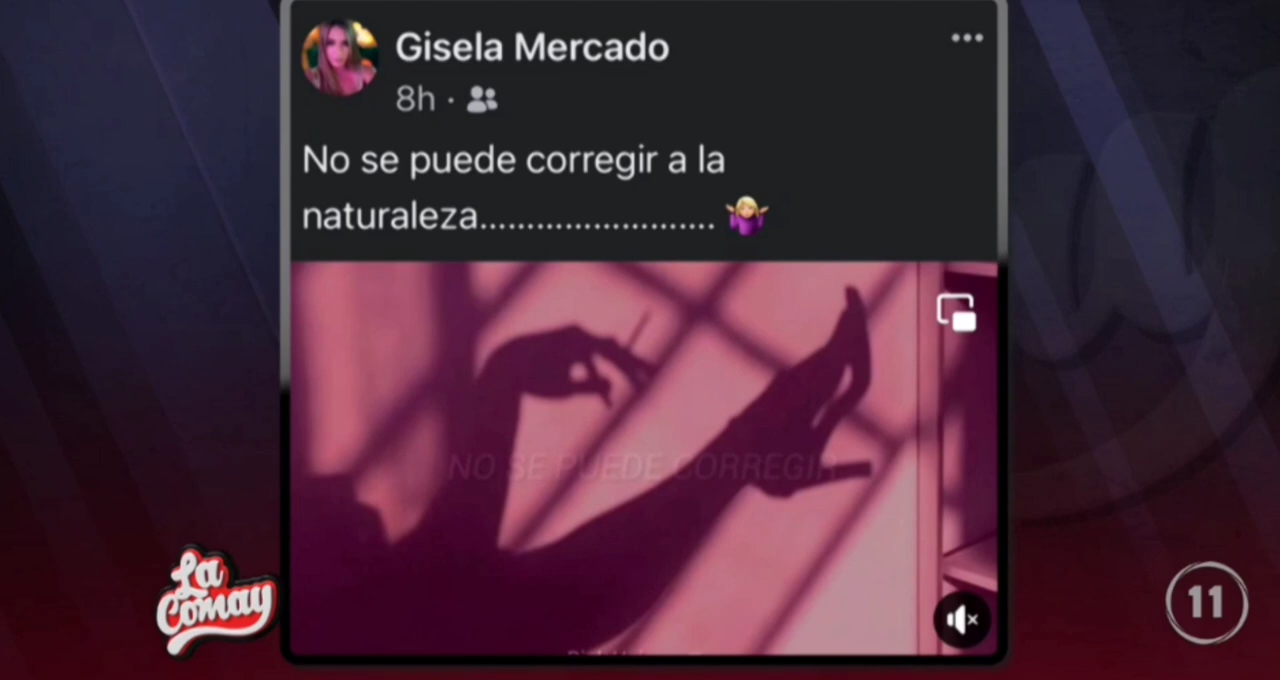 Gisela Mercado
8h ·
No se puede corregir a la
naturaleza......................... 🤷🏼‍♀️
NO SE PUEDE CORREGIR
La
Comay
11